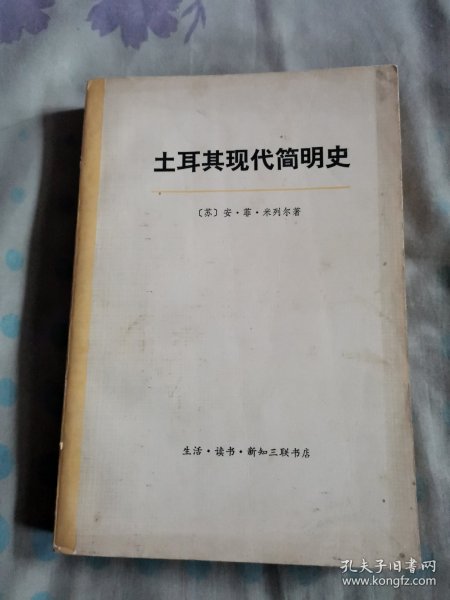 土耳其现代简明史
〔苏〕安·菲·米列尔著
生活·读书·新知三联书店
孔夫子旧书网
www.kongfz.com